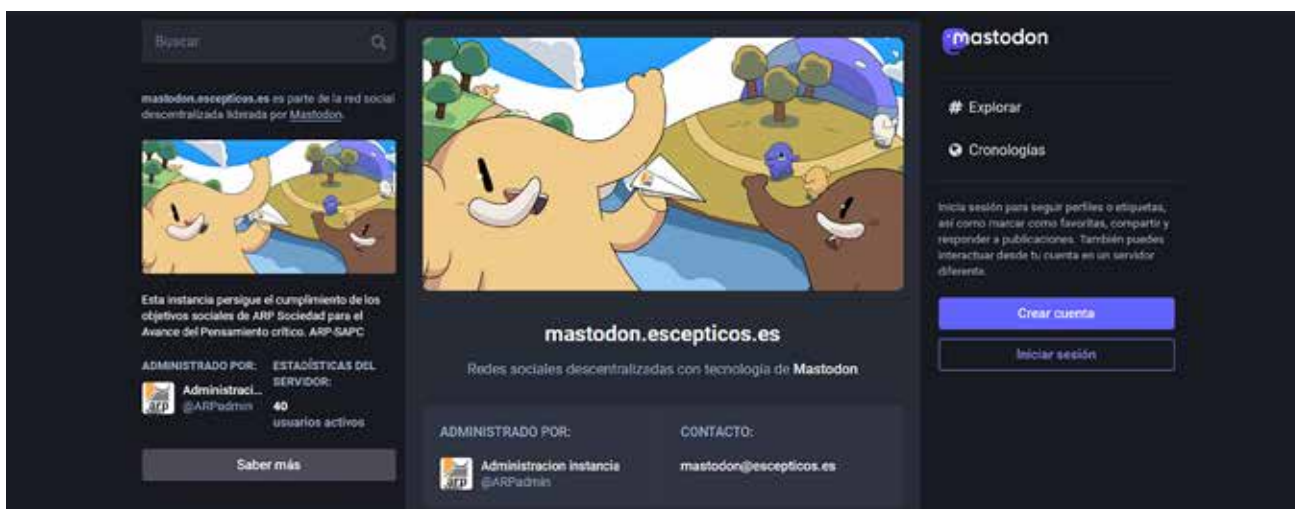 Buscar
mastodon.escepticos.es es parte de la red social
descentralizada liderada por Mastodon.
Esta instancia persigue el cumplimiento de los
objetivos sociales de ARP Sociedad para el
Avance del Pensamiento crítico. ARP-SAPC
ADMINISTRADO POR:
arp
Administraci...
@ARPadmin
ESTADÍSTICAS DEL
SERVIDOR:
40
usuarios activos
Saber más
mastodon.escepticos.es
Redes sociales descentralizadas con tecnología de Mastodon
ADMINISTRADO POR:
arp
Administracion instancia
@ARPadmin
CONTACTO:
mastodon@escepticos.es
mastodon
# Explorar
Cronologías
Inicia sesión para seguir perfiles o etiquetas,
así como marcar como favoritas, compartir y
responder a publicaciones. También puedes
interactuar desde tu cuenta en un servidor
diferente.
Crear cuenta
Iniciar sesión